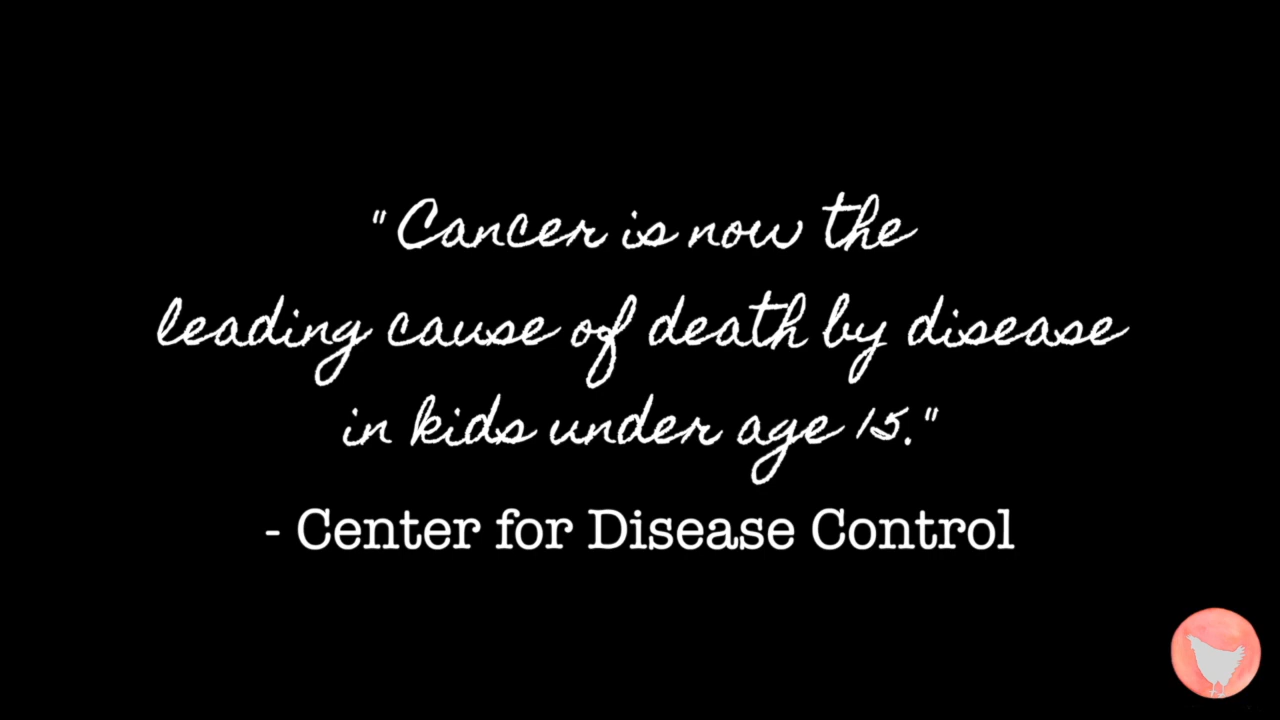 "Cancer is now the
leading cause of death by disease
in kids under age 15."
- Center for Disease Control